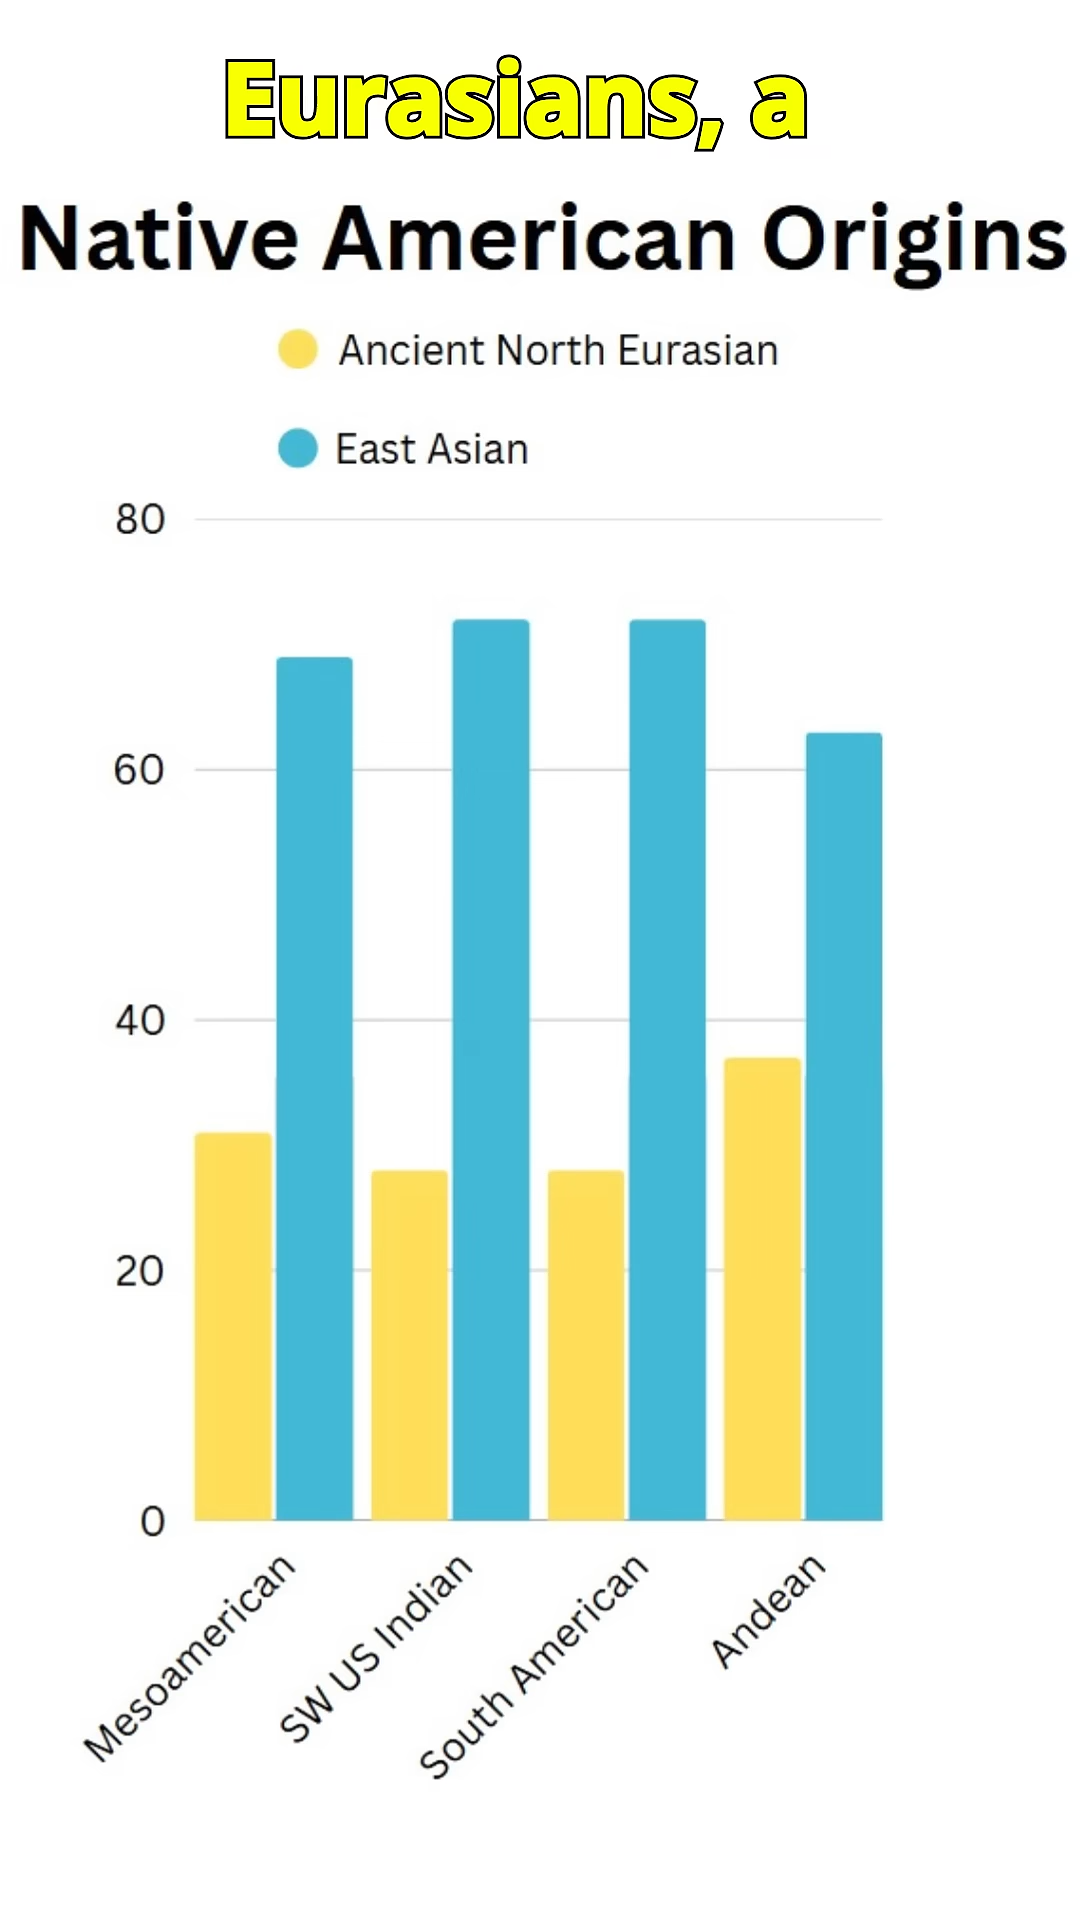 Eurasians, a
Native American Origins
Ancient North Eurasian
East Asian
80
60
40
20
0
Mesoamerican
SW US Indian
South American
Andean